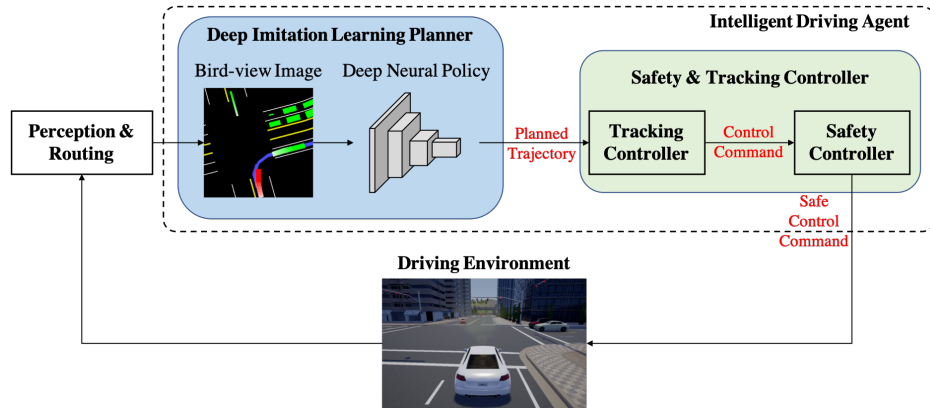 Intelligent Driving Agent
Deep Imitation Learning Planner
Bird-view Image
Deep Neural Policy
Safety & Tracking Controller
Perception &
Routing
Planned
Trajectory
Tracking
Controller
Control
Command
Safety
Controller
Safe
Control
Command
Driving Environment